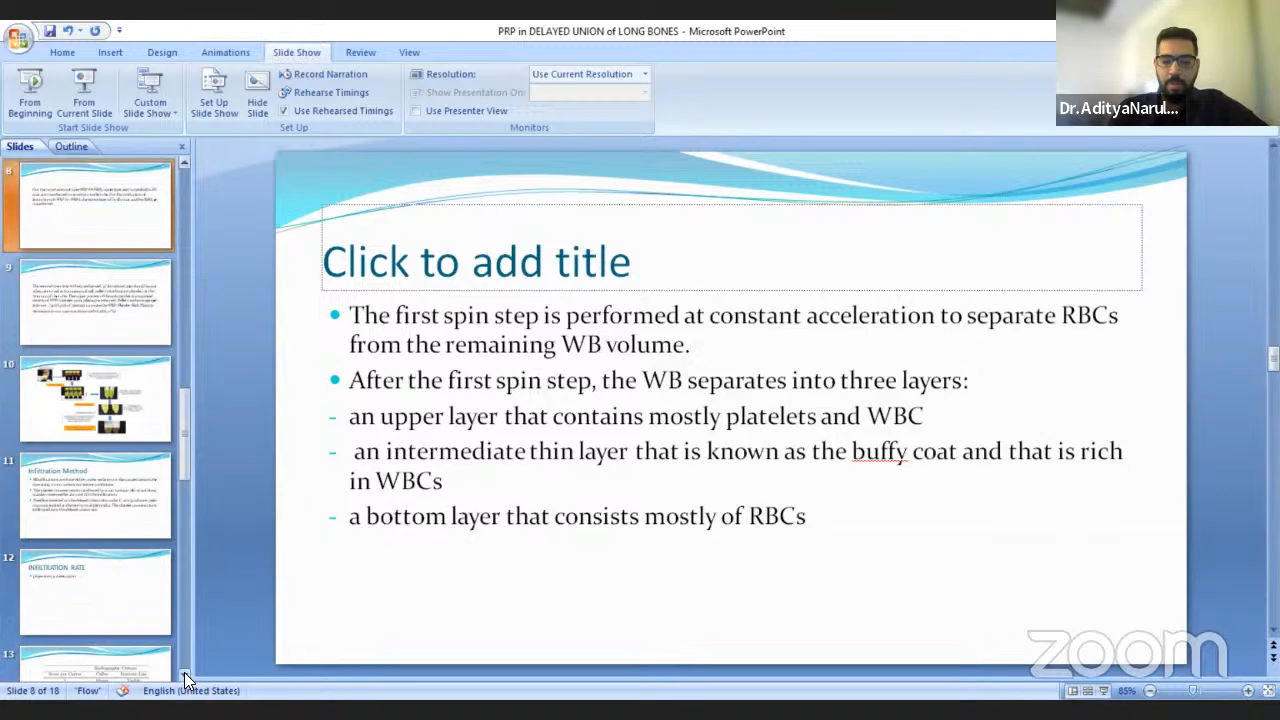 PRP in DELAYED UNION of LONG BONES - Microsoft PowerPoint
Home Insert Design Animations Slide Show Review View
From Beginning
From Current Slide
Custom Slide Show
Start Slide Show
Set Up Slide Show
Hide Slide
Record Narration
Rehearse Timings
Use Rehearsed Timings
Set Up
Resolution: Use Current Resolution
Show Presentation On:
Use Presenter View
Monitors
Dr.AdityaNarul...
Slides Outline
8
9
10
11
Infiltration Method
12
INFILTRATION RATE
13
Click to add title
The first spin step is performed at constant acceleration to separate RBCs
from the remaining WB volume.
After the first spin step, the WB separates into three layers:
- an upper layer that contains mostly platelets and WBC
- an intermediate thin layer that is known as the buffy coat and that is rich
in WBCs
- a bottom layer that consists mostly of RBCs
zoom
Slide 8 of 18 "Flow" English (United States) 85%